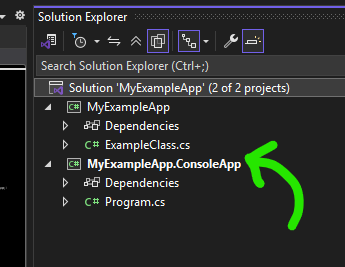 Solution Explorer
Search Solution Explorer (Ctrl+;)
Solution 'MyExampleApp' (2 of 2 projects)
C# MyExampleApp
Dependencies
C# ExampleClass.cs
C# MyExampleApp.ConsoleApp
Dependencies
C# Program.cs